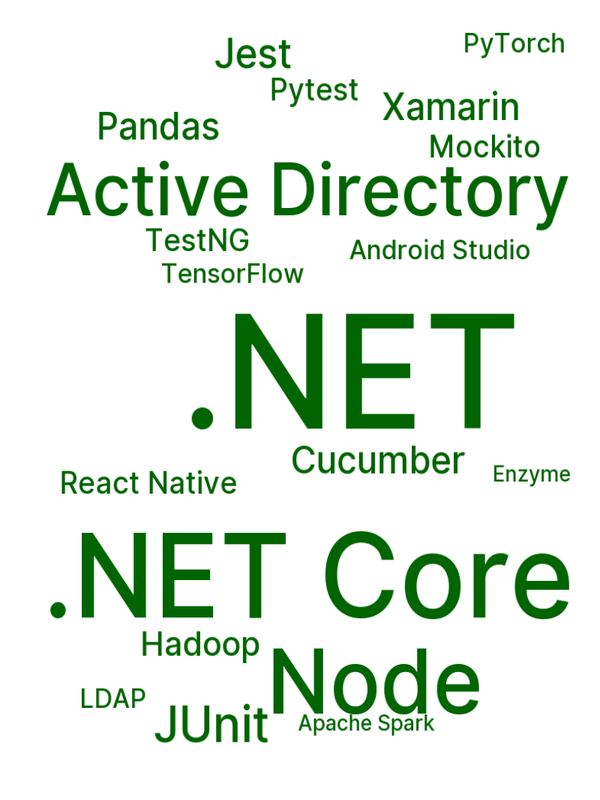 PyTorch
Jest
Pytest
Xamarin
Pandas
Mockito
Active Directory
TestNG
Android Studio
TensorFlow
.NET
Cucumber
Enzyme
React Native
.NET Core
Hadoop
Node
LDAP
JUnit
Apache Spark